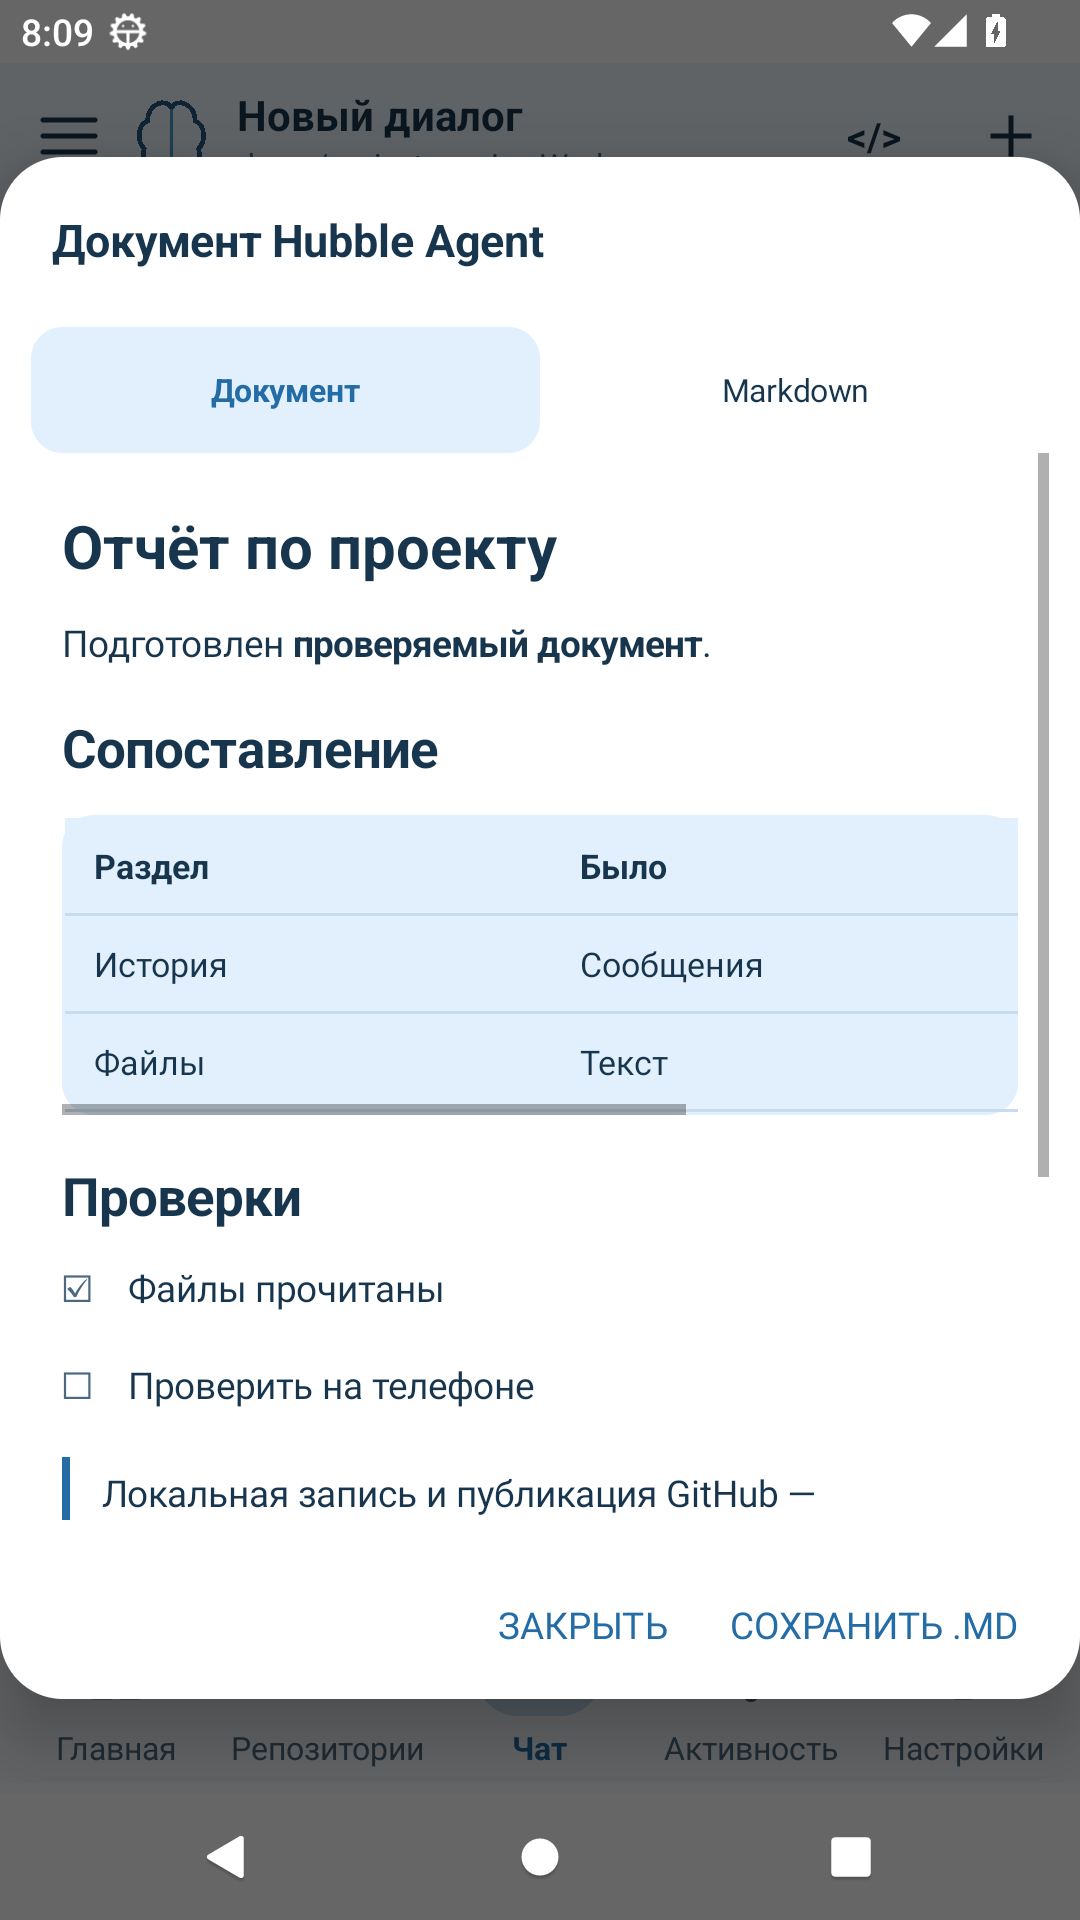 8:09
Новый диалог
</>
Документ Hubble Agent
Документ
Markdown
Отчёт по проекту
Подготовлен проверяемый документ.
Сопоставление
Раздел Было
История Сообщения
Файлы Текст
Проверки
☑ Файлы прочитаны
☐ Проверить на телефоне
Локальная запись и публикация GitHub —
ЗАКРЫТЬ СОХРАНИТЬ .MD
Главная Репозитории Чат Активность Настройки